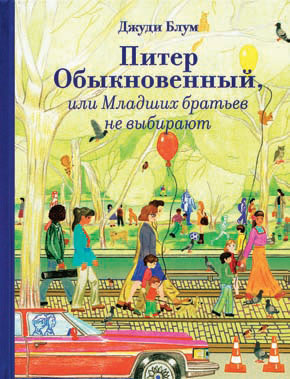 Джуди Блум
Питер
Обыкновенный,
или Младших братьев
не выбирают